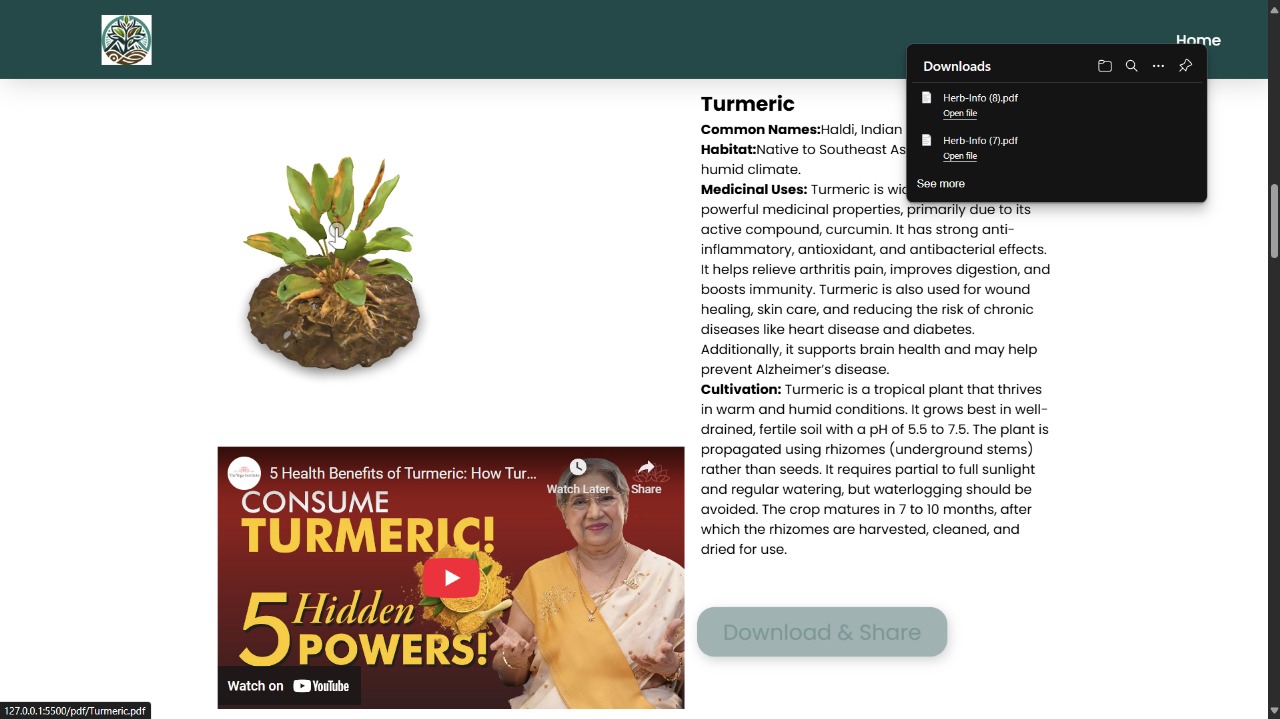 Home
Downloads
Herb-Info (8).pdf
Open file
Herb-Info (7).pdf
Open file
See more
Turmeric
Common Names:Haldi, Indian
Habitat:Native to Southeast As
humid climate.
Medicinal Uses: Turmeric is wid
powerful medicinal properties, primarily due to its
active compound, curcumin. It has strong anti-
inflammatory, antioxidant, and antibacterial effects.
It helps relieve arthritis pain, improves digestion, and
boosts immunity. Turmeric is also used for wound
healing, skin care, and reducing the risk of chronic
diseases like heart disease and diabetes.
Additionally, it supports brain health and may help
prevent Alzheimer’s disease.
Cultivation: Turmeric is a tropical plant that thrives
in warm and humid conditions. It grows best in well-
drained, fertile soil with a pH of 5.5 to 7.5. The plant is
propagated using rhizomes (underground stems)
rather than seeds. It requires partial to full sunlight
and regular watering, but waterlogging should be
avoided. The crop matures in 7 to 10 months, after
which the rhizomes are harvested, cleaned, and
dried for use.
5 Health Benefits of Turmeric: How Tur...
Watch Later
Share
CONSUME
TURMERIC!
5 Hidden
POWERS!
Watch on YouTube
Download & Share
127.0.0.1:5500/pdf/Turmeric.pdf